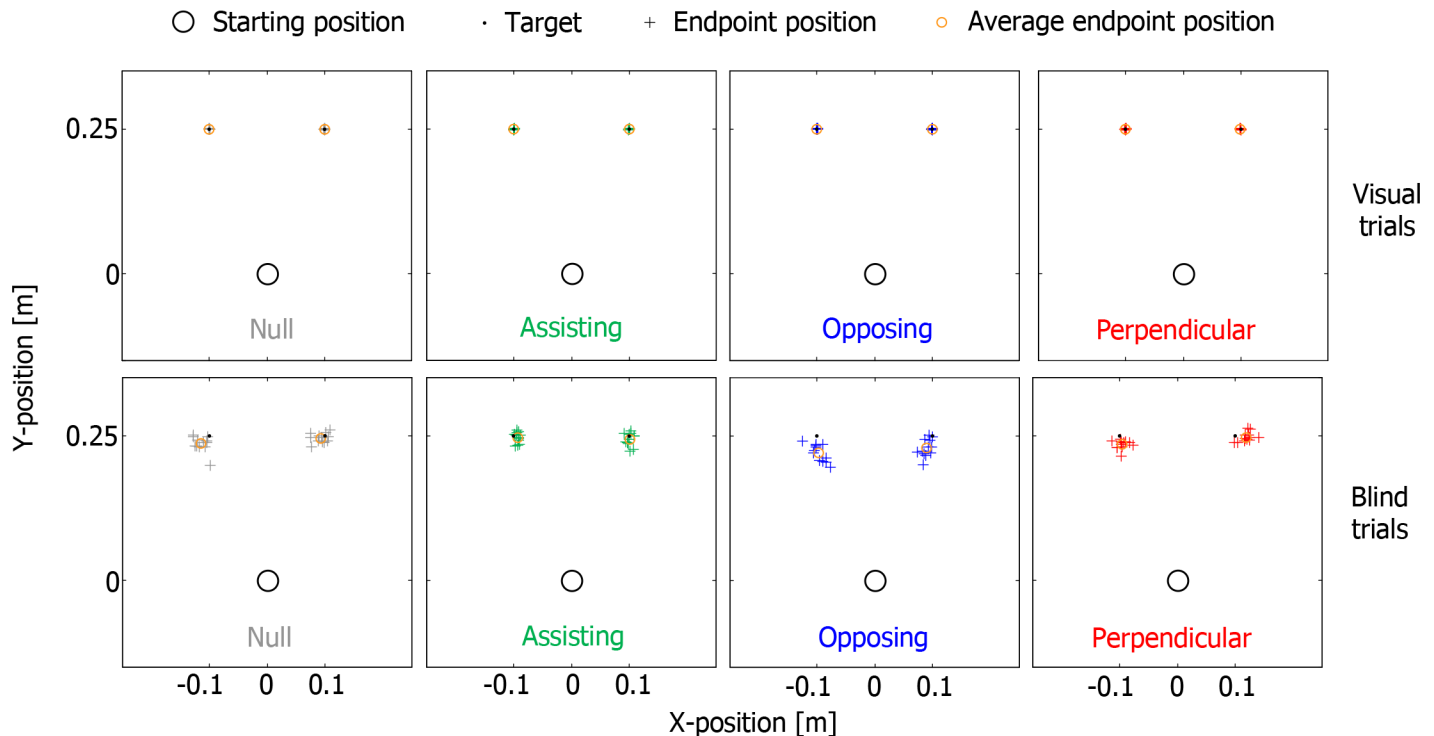 Starting position
Target
Endpoint position
Average endpoint position
0.25
0
Null
Assisting
Opposing
Perpendicular
Visual
trials
Y-position [m]
0.25
0
Null
Assisting
Opposing
Perpendicular
Blind
trials
-0.1 0 0.1
-0.1 0 0.1
-0.1 0 0.1
-0.1 0 0.1
X-position [m]